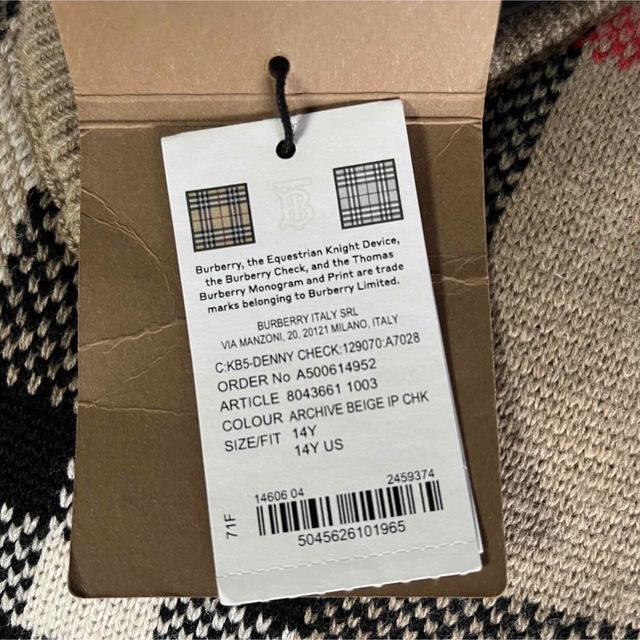 Burberry, the Equestrian Knight Device,
the Burberry Check, and the Thomas
Burberry Monogram and Print are trade
marks belonging to Burberry Limited.
BURBERRY ITALY SRL
VIA MANZONI, 20, 20121 MILANO, ITALY
C:KB5-DENNY CHECK:129070:A7028
ORDER No A500614952
ARTICLE 8043661 1003
COLOUR ARCHIVE BEIGE IP CHK
SIZE/FIT 14Y
14Y US
14606 04 2459374
71F
5045626101965